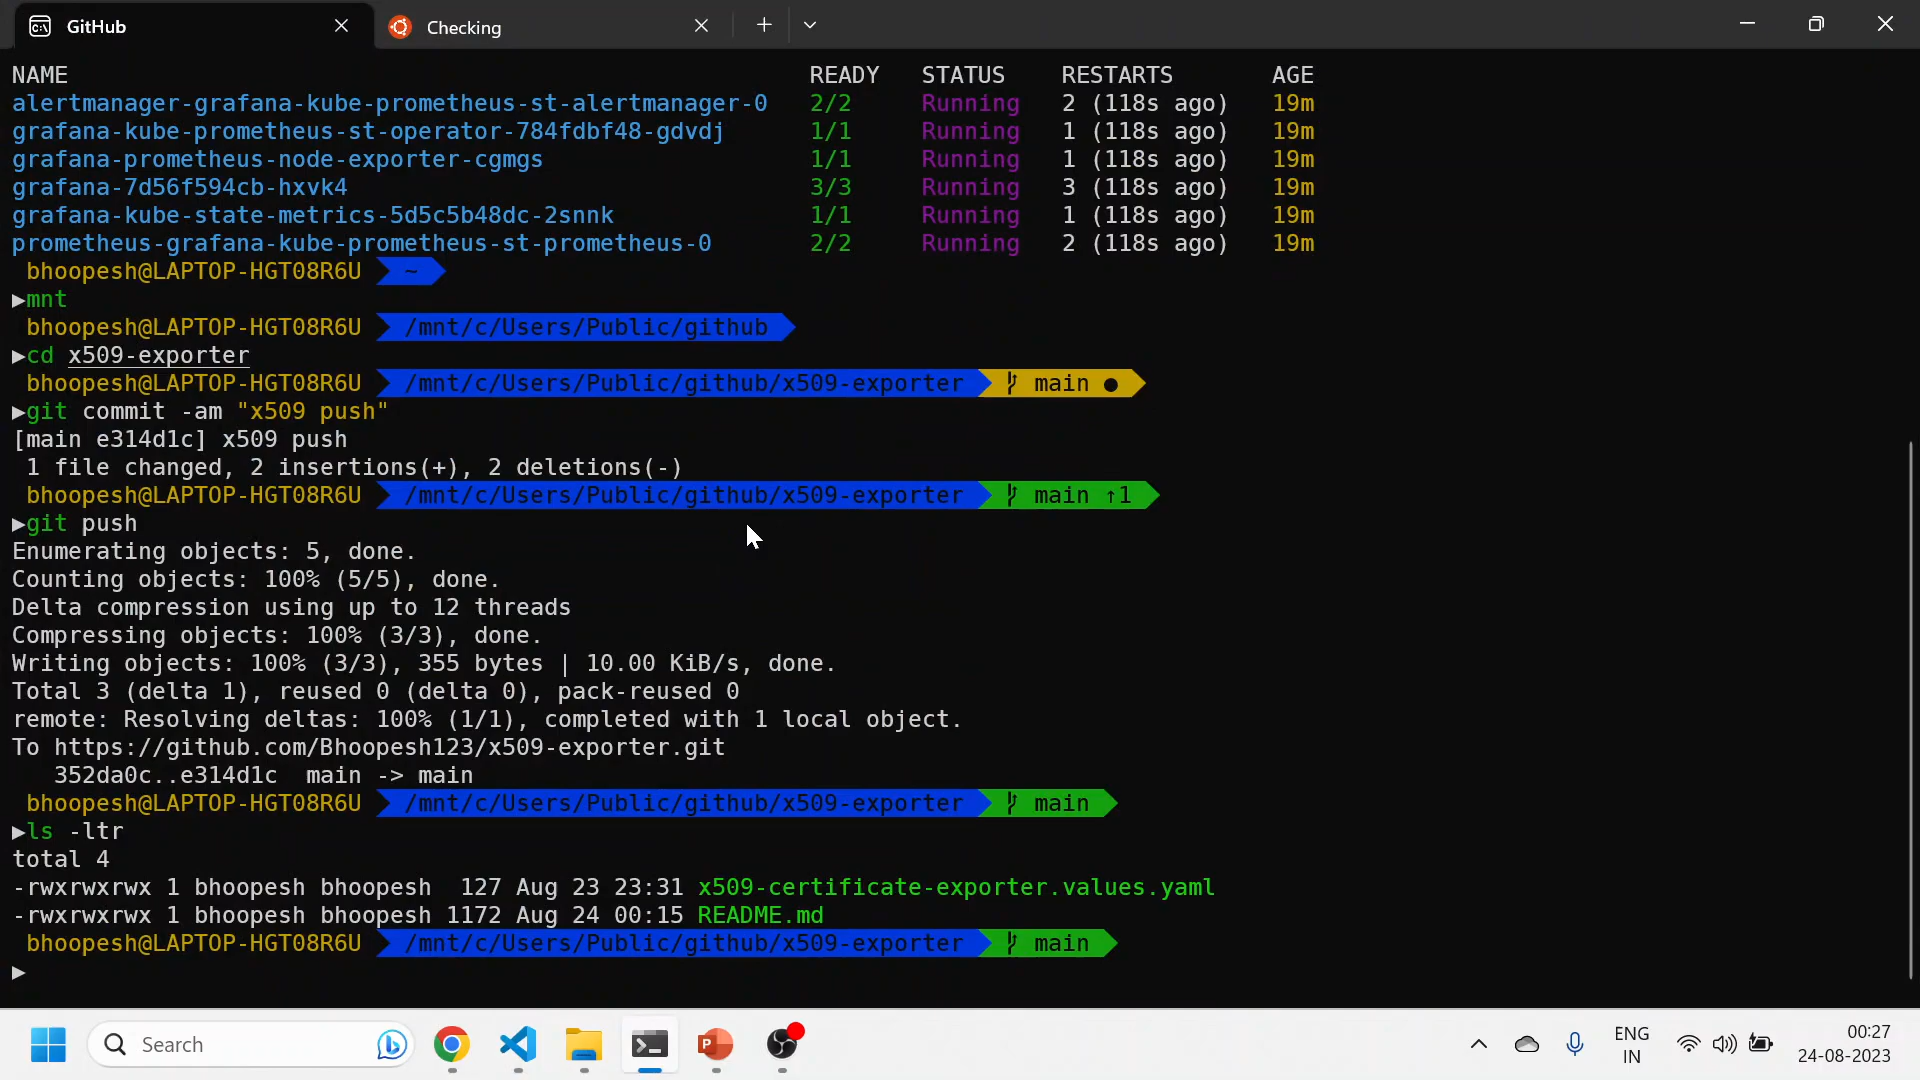 GitHub
Checking
NAME READY STATUS RESTARTS AGE
alertmanager-grafana-kube-prometheus-st-alertmanager-0 2/2 Running 2 (118s ago) 19m
grafana-kube-prometheus-st-operator-784fdbf48-gdvdj 1/1 Running 1 (118s ago) 19m
grafana-prometheus-node-exporter-cgmgs 1/1 Running 1 (118s ago) 19m
grafana-7d56f594cb-hxvk4 3/3 Running 3 (118s ago) 19m
grafana-kube-state-metrics-5d5c5b48dc-2snnk 1/1 Running 1 (118s ago) 19m
prometheus-grafana-kube-prometheus-st-prometheus-0 2/2 Running 2 (118s ago) 19m
bhoopesh@LAPTOP-HGT08R6U ~
▶mnt
bhoopesh@LAPTOP-HGT08R6U /mnt/c/Users/Public/github
▶cd x509-exporter
bhoopesh@LAPTOP-HGT08R6U /mnt/c/Users/Public/github/x509-exporter main ●
▶git commit -am "x509 push"
[main e314d1c] x509 push
1 file changed, 2 insertions(+), 2 deletions(-)
bhoopesh@LAPTOP-HGT08R6U /mnt/c/Users/Public/github/x509-exporter main ↑1
▶git push
Enumerating objects: 5, done.
Counting objects: 100% (5/5), done.
Delta compression using up to 12 threads
Compressing objects: 100% (3/3), done.
Writing objects: 100% (3/3), 355 bytes | 10.00 KiB/s, done.
Total 3 (delta 1), reused 0 (delta 0), pack-reused 0
remote: Resolving deltas: 100% (1/1), completed with 1 local object.
To https://github.com/Bhoopesh123/x509-exporter.git
352da0c..e314d1c main -> main
bhoopesh@LAPTOP-HGT08R6U /mnt/c/Users/Public/github/x509-exporter main
▶ls -ltr
total 4
-rwxrwxrwx 1 bhoopesh bhoopesh 127 Aug 23 23:31 x509-certificate-exporter.values.yaml
-rwxrwxrwx 1 bhoopesh bhoopesh 1172 Aug 24 00:15 README.md
bhoopesh@LAPTOP-HGT08R6U /mnt/c/Users/Public/github/x509-exporter main
▶
Search
ENG
IN
00:27
24-08-2023